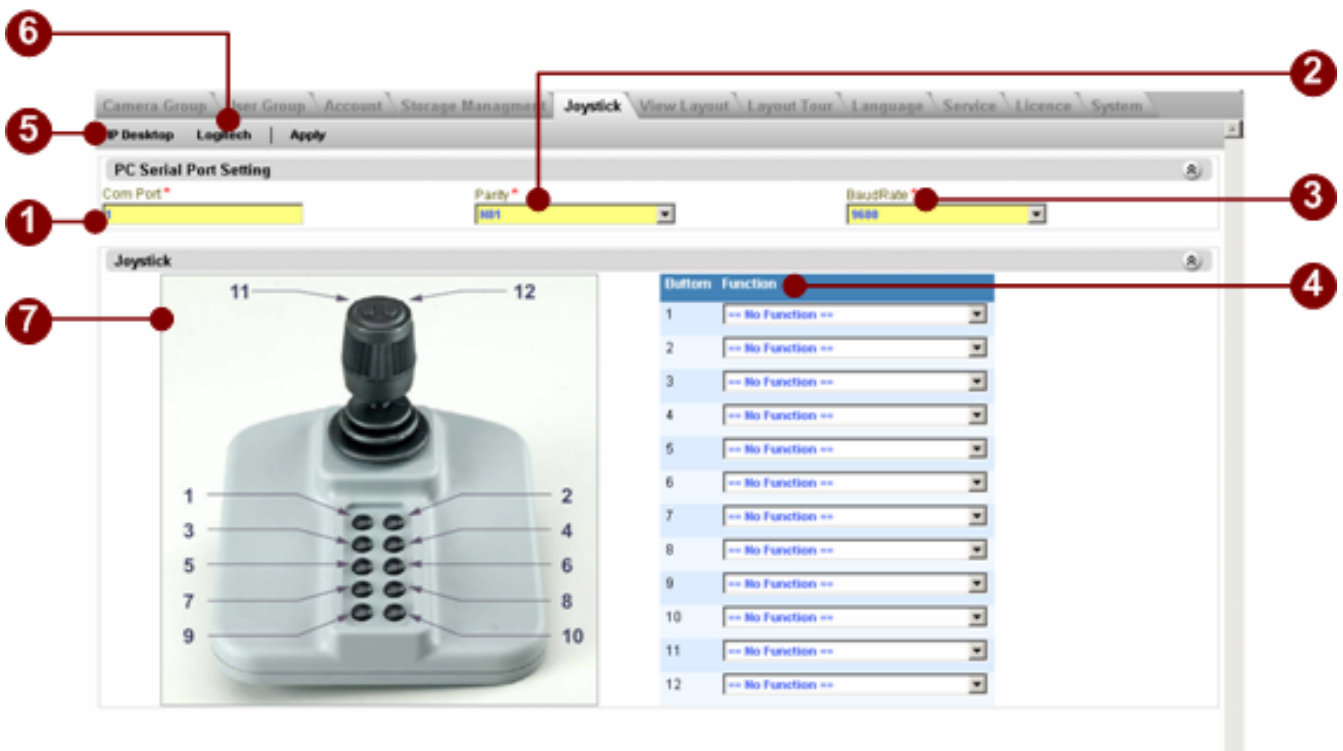 6
2
Camera Group User Group Account Storage Managment Joystick View Layout Layout Tour Language Service Licence System
5
IP Desktop Logitech | Apply
PC Serial Port Setting
Com Port * Parity * BaudRate *
3
1
1 N81 9600
Joystick
Buttom Function
4
7
11 12
1 == No Function ==
2 == No Function ==
3 == No Function ==
4 == No Function ==
5 == No Function ==
6 == No Function ==
7 == No Function ==
8 == No Function ==
9 == No Function ==
10 == No Function ==
11 == No Function ==
12 == No Function ==
1 2
3 4
5 6
7 8
9 10